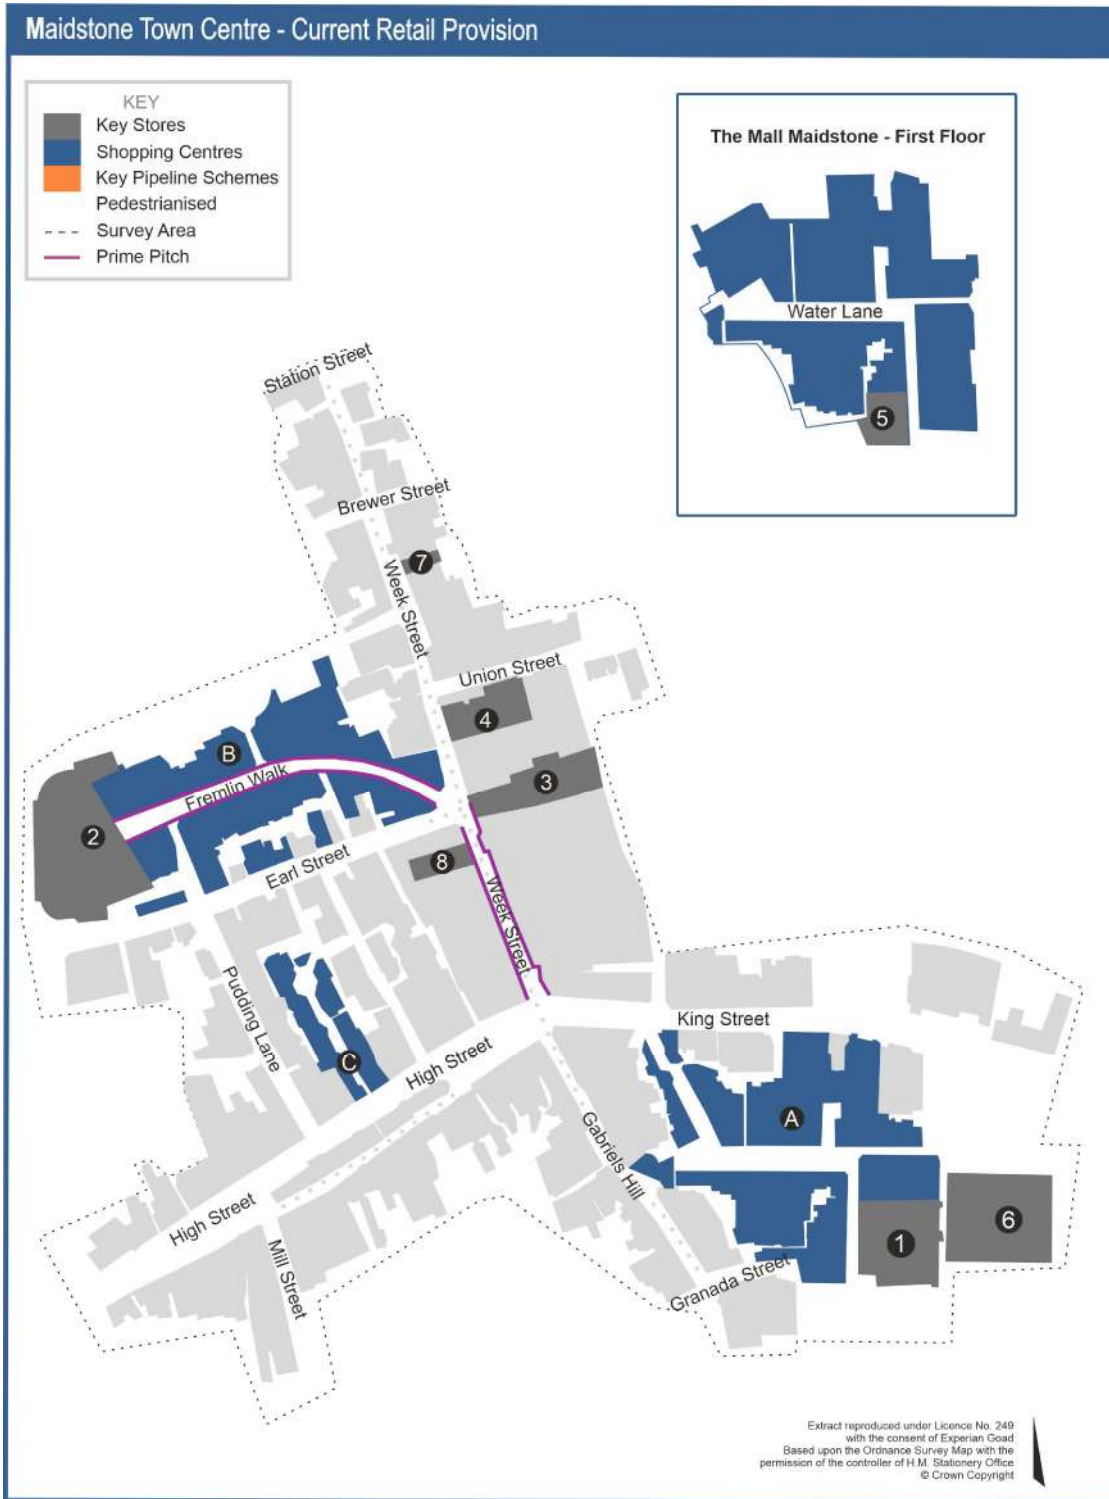 Maidstone Town Centre - Current Retail Provision
KEY
Key Stores
Shopping Centres
Key Pipeline Schemes
Pedestrianised
Survey Area
Prime Pitch
The Mall Maidstone - First Floor
Water Lane
5
Station Street
Brewer Street
7
Week Street
Union Street
4
B
3
Fremlin Walk
2
8
Earl Street
Week Street
Pudding Lane
King Street
High Street
C
A
Gabriels Hill
High Street
6
1
Mill Street
Granada Street
Extract reproduced under Licence No. 249
with the consent of Experian Goad
Based upon the Ordnance Survey Map with the
permission of the controller of H.M. Stationery Office
© Crown Copyright